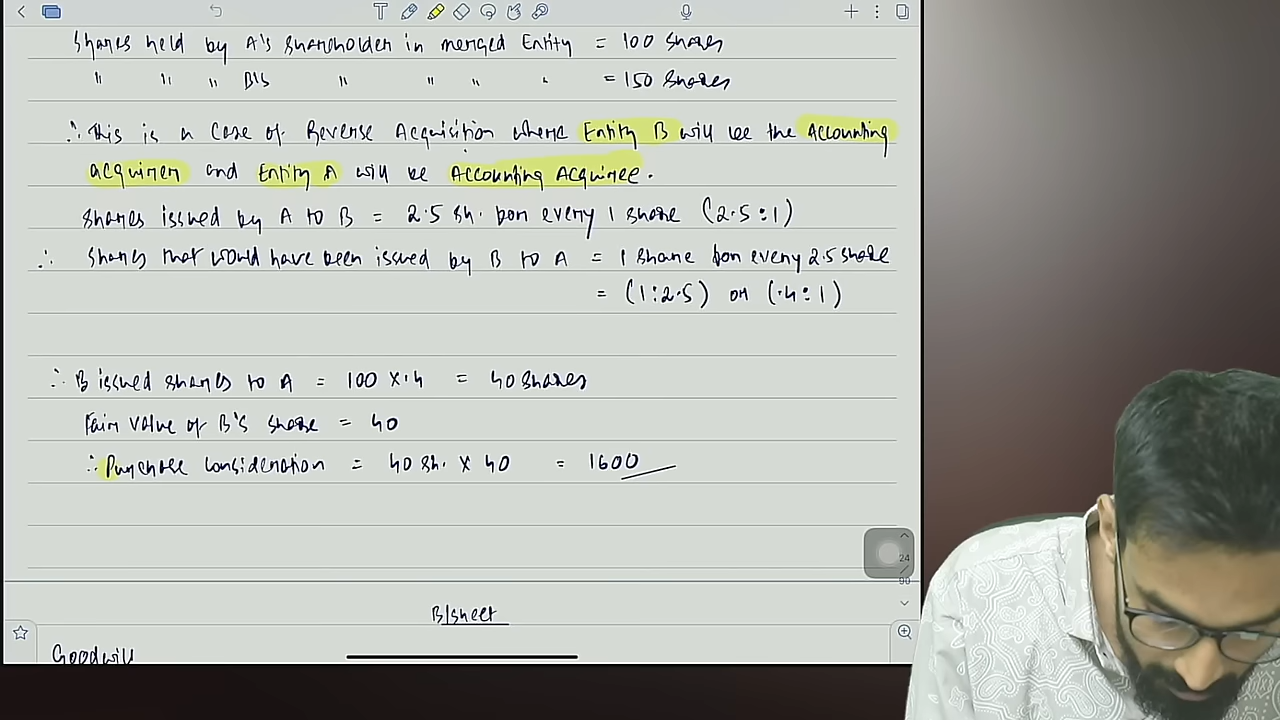 Shares held by A's shareholder in merged Entity = 100 Shares
" " " B's " " " " = 150 Shares
∴ This is a Case of Reverse Acquisition where Entity B will be the Accounting
acquirer and Entity A will be Accounting Acquiree.
Shares issued by A to B = 2.5 sh. for every 1 share (2.5:1)
∴ Shares that would have been issued by B to A = 1 share for every 2.5 share
= (1:2.5) or (.4:1)
∴ B issued shares to A = 100 × .4 = 40 shares
Fair value of B's share = 40
∴ Purchase consideration = 40 sh. × 40 = 1600
24
/
90
B/sheet
Goodwill